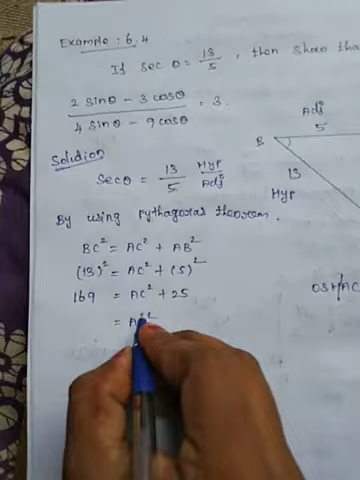 Example : 6.4
If sec θ = 13/5, then show tha
2 sinθ - 3 cosθ / 4 sinθ - 9 cosθ = 3.
Solution
Secθ = 13/5 Hyp/Adj
By using pythagoras theorem.
BC² = AC² + AB²
(13)² = AC² + (5)²
169 = AC² + 25
= A
Adj
5
B
13
Hyp